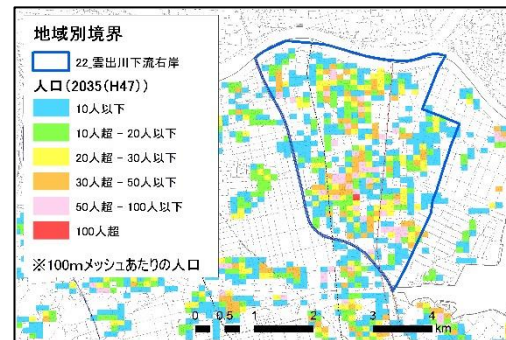 地域別境界
22_雲出川下流右岸
人口(2035(H47))
10人以下
10人超 - 20人以下
20人超 - 30人以下
30人超 - 50人以下
50人超 - 100人以下
100人超
※100mメッシュあたりの人口
0 0.5 1 2 3 4
km